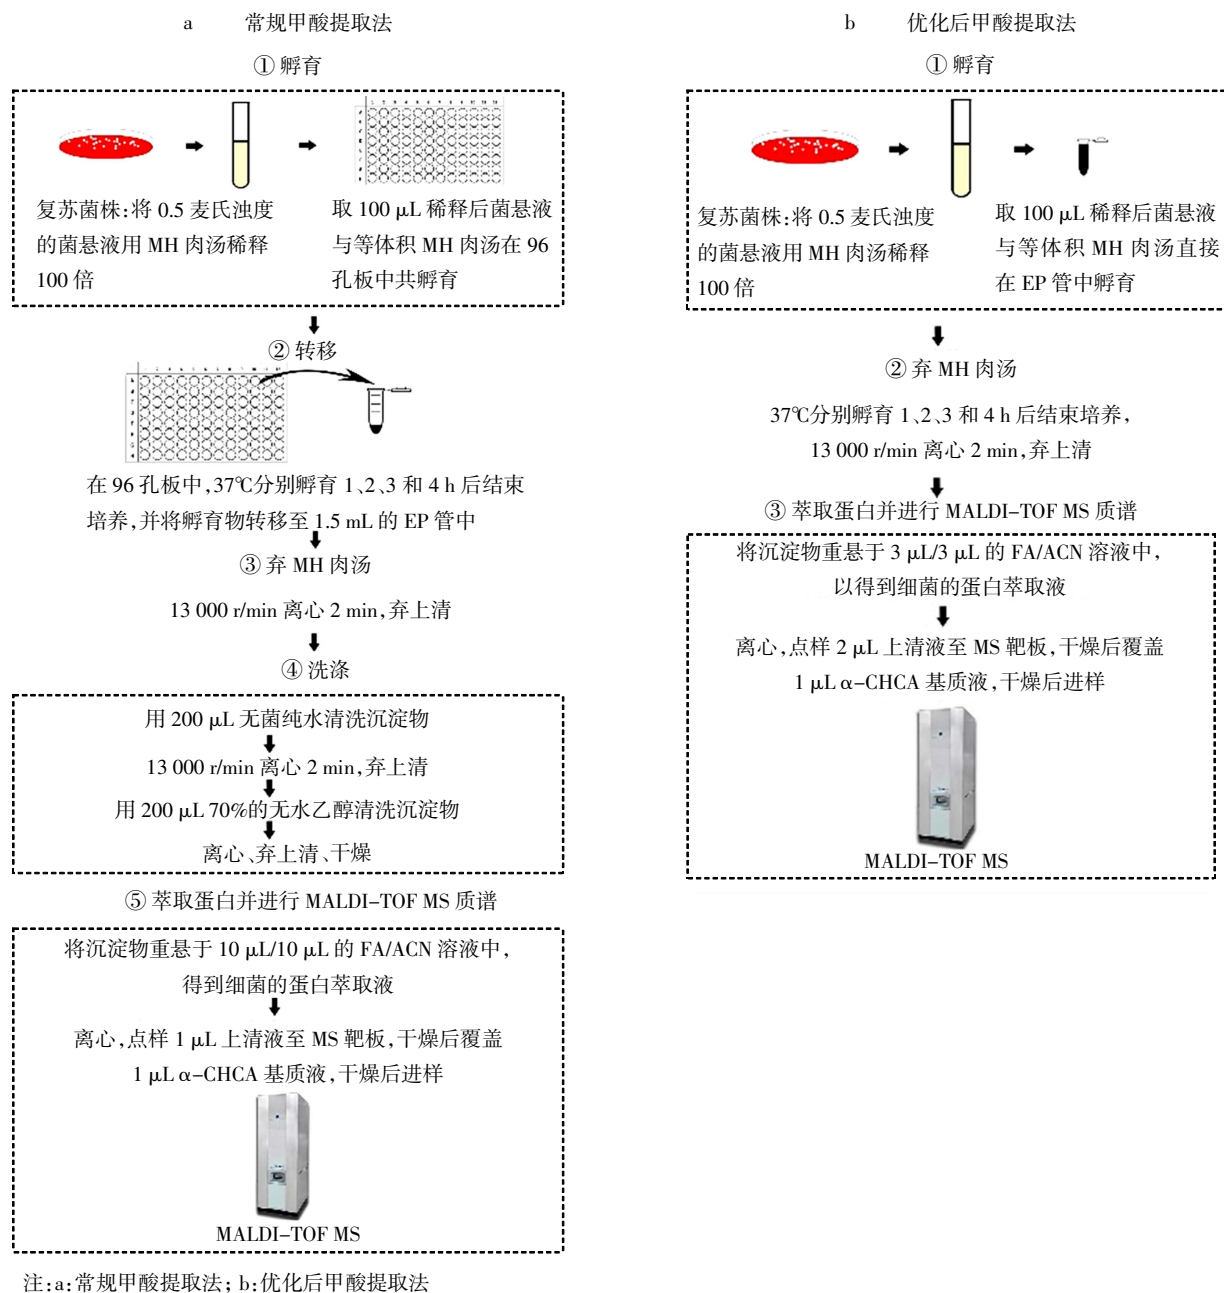 a 常规甲酸提取法
① 孵育
复苏菌株:将 0.5 麦氏浊度
的菌悬液用 MH 肉汤稀释
100 倍
取 100 μL 稀释后菌悬液
与等体积 MH 肉汤在 96
孔板中共孵育
② 转移
在 96 孔板中,37℃分别孵育 1、2、3 和 4 h 后结束
培养,并将孵育物转移至 1.5 mL 的 EP 管中
③ 弃 MH 肉汤
13 000 r/min 离心 2 min,弃上清
④ 洗涤
用 200 μL 无菌纯水清洗沉淀物
13 000 r/min 离心 2 min,弃上清
用 200 μL 70%的无水乙醇清洗沉淀物
离心、弃上清、干燥
⑤ 萃取蛋白并进行 MALDI–TOF MS 质谱
将沉淀物重悬于 10 μL/10 μL 的 FA/ACN 溶液中,
得到细菌的蛋白萃取液
离心,点样 1 μL 上清液至 MS 靶板,干燥后覆盖
1 μL α–CHCA 基质液,干燥后进样
MALDI–TOF MS
b 优化后甲酸提取法
① 孵育
复苏菌株:将 0.5 麦氏浊度
的菌悬液用 MH 肉汤稀释
100 倍
取 100 μL 稀释后菌悬液
与等体积 MH 肉汤直接
在 EP 管中孵育
② 弃 MH 肉汤
37℃分别孵育 1、2、3 和 4 h 后结束培养,
13 000 r/min 离心 2 min,弃上清
③ 萃取蛋白并进行 MALDI–TOF MS 质谱
将沉淀物重悬于 3 μL/3 μL 的 FA/ACN 溶液中,
以得到细菌的蛋白萃取液
离心,点样 2 μL 上清液至 MS 靶板,干燥后覆盖
1 μL α–CHCA 基质液,干燥后进样
MALDI–TOF MS
注:a:常规甲酸提取法; b:优化后甲酸提取法